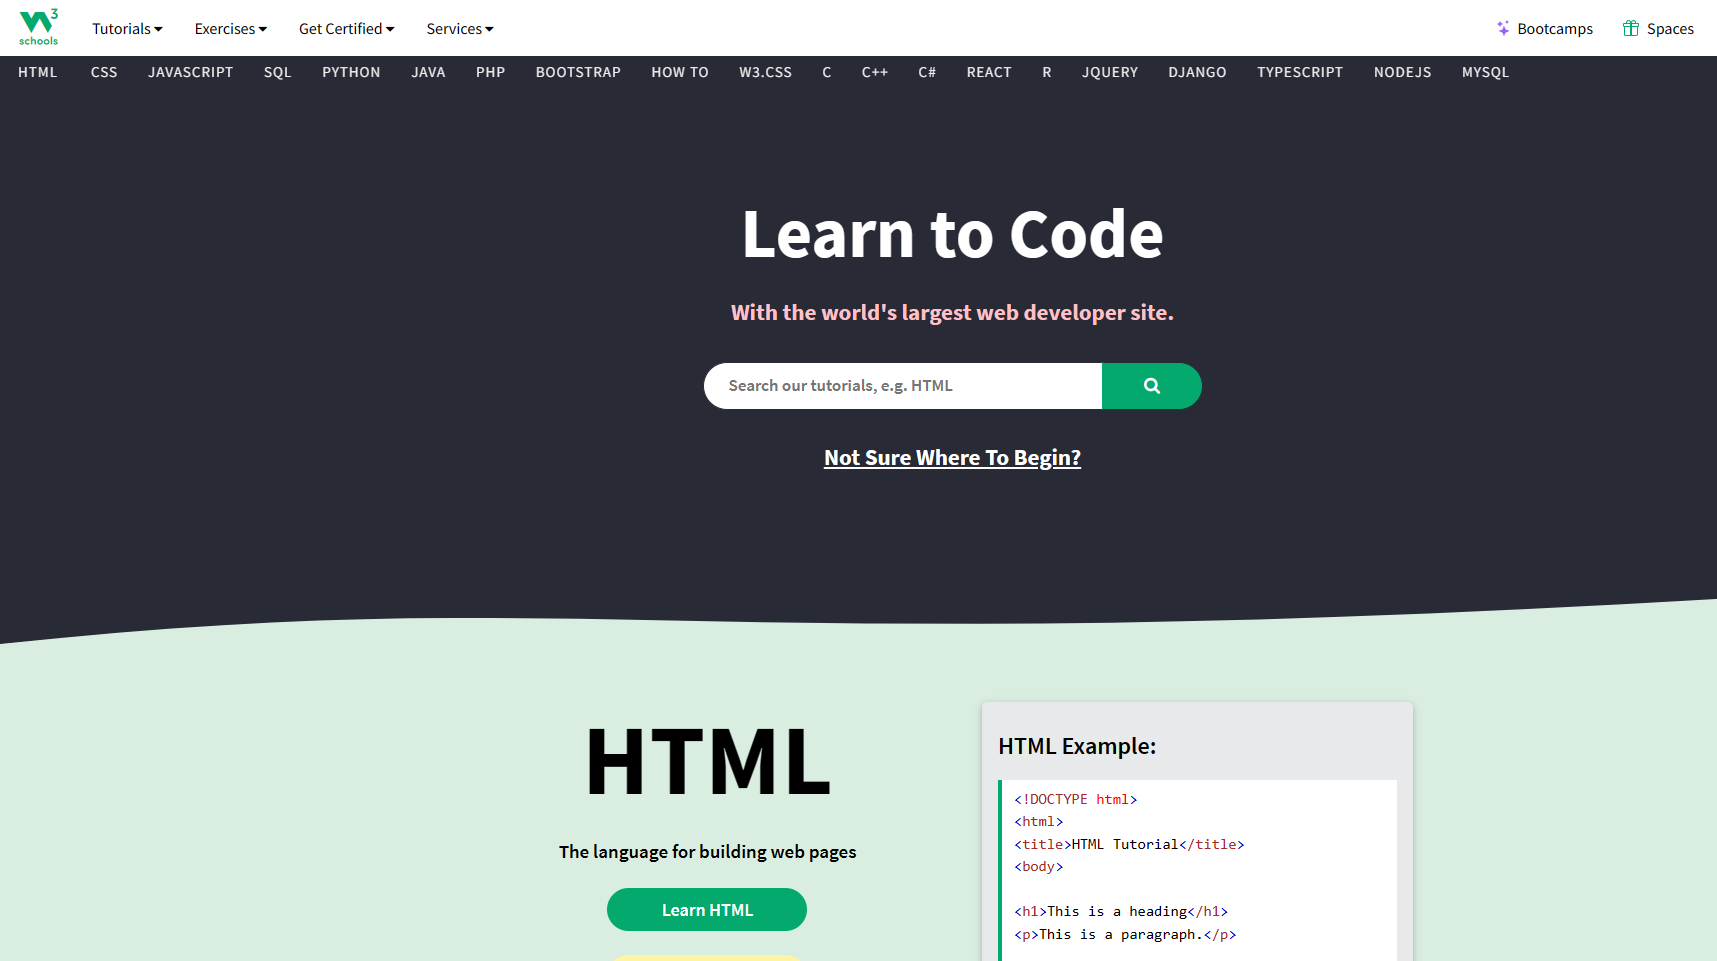 W3
schools
Tutorials Exercises Get Certified Services Bootcamps Spaces
HTML CSS JAVASCRIPT SQL PYTHON JAVA PHP BOOTSTRAP HOW TO W3.CSS C C++ C# REACT R JQUERY DJANGO TYPESCRIPT NODEJS MYSQL
Learn to Code
With the world's largest web developer site.
Search our tutorials, e.g. HTML
Not Sure Where To Begin?
HTML
The language for building web pages
Learn HTML
HTML Example:
<!DOCTYPE html>
<html>
<title>HTML Tutorial</title>
<body>
<h1>This is a heading</h1>
<p>This is a paragraph.</p>